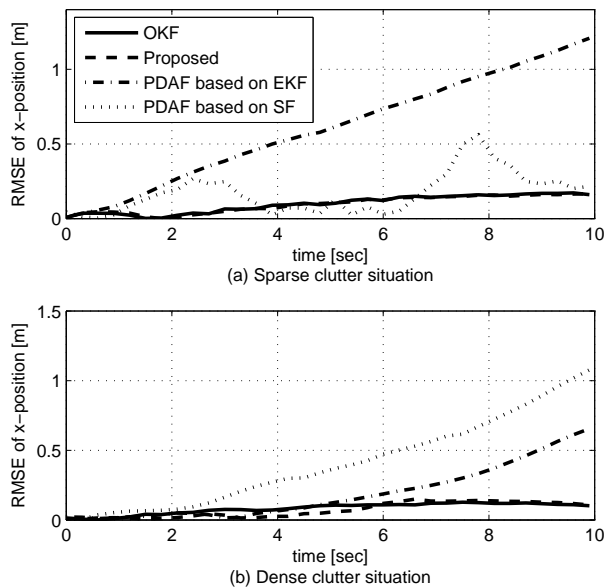 OKF
Proposed
PDAF based on EKF
PDAF based on SF
RMSE of x-position [m]
1
0.5
0
0 2 4 6 8 10
time [sec]
(a) Sparse clutter situation
RMSE of x-position [m]
1.5
1
0.5
0
0 2 4 6 8 10
time [sec]
(b) Dense clutter situation